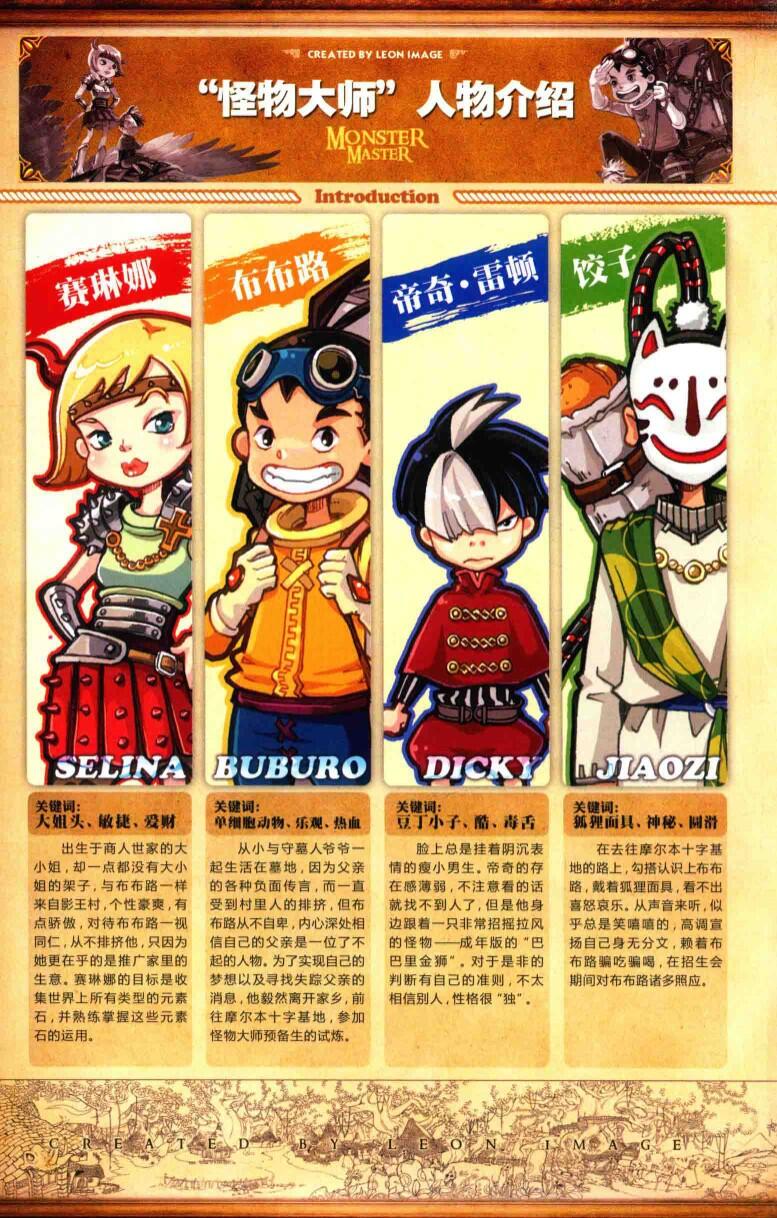 CREATED BY LEON IMAGE
“怪物大师”人物介绍
MONSTER
MASTER
Introduction
赛琳娜
SELINA
关键词:
大姐头、敏捷、爱财
出生于商人世家的大
小姐，却一点都没有大小
姐的架子，与布布路一样
来自影王村，个性豪爽，有
点骄傲，对待布布路一视
同仁，从不排挤他，只因为
她更在乎的是推广家里的
生意。赛琳娜的目标是收
集世界上所有类型的元素
石，并熟练掌握这些元素
石的运用。
布布路
BUBURO
关键词:
单细胞动物、乐观、热血
从小与守墓人爷爷一
起生活在墓地，因为父亲
的各种负面传言，而一直
受到村里人的排挤，但布
布路从不自卑，内心深处相
信自己的父亲是一位了不
起的人物。为了实现自己的
梦想以及寻找失踪父亲的
消息，他毅然离开家乡，前
往摩尔本十字基地，参加
怪物大师预备生的试炼。
帝奇·雷顿
DICKY
关键词:
豆丁小子、酷、毒舌
脸上总是挂着阴沉表
情的瘦小男生。帝奇的存
在感薄弱，不注意看的话
就找不到人了，但是他身
边跟着一只非常招摇拉风
的怪物——成年版的“巴
巴里金狮”。对于是非的
判断有自己的准则，不太
相信别人，性格很“独”。
饺子
JIAOZI
关键词:
狐狸面具、神秘、圆滑
在去往摩尔本十字基
地的路上，勾搭认识上布布
路，戴着狐狸面具，看不出
喜怒哀乐。从声音来听，似
乎总是笑嘻嘻的，高调宣
扬自己身无分文，赖着布
布路骗吃骗喝，在招生会
期间对布布路诸多照应。
CREATED BY LEON IMAGE